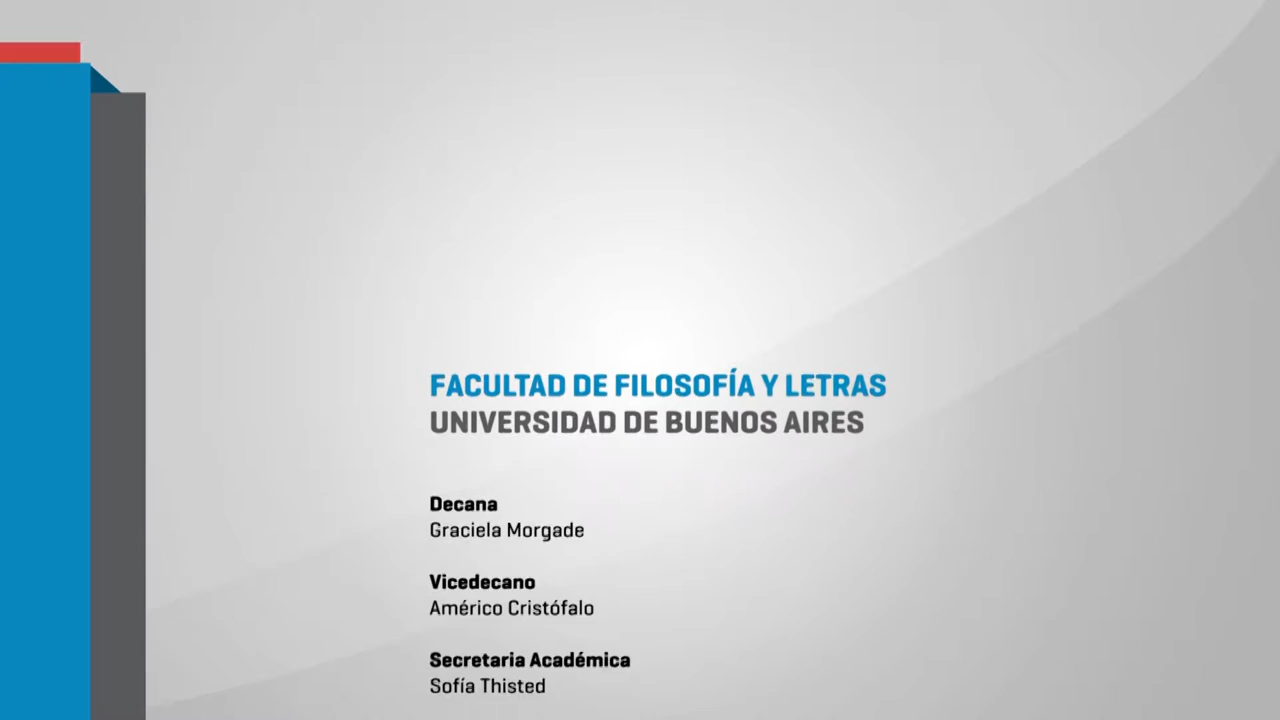 FACULTAD DE FILOSOFÍA Y LETRAS
UNIVERSIDAD DE BUENOS AIRES
Decana
Graciela Morgade
Vicedecano
Américo Cristófalo
Secretaria Académica
Sofía Thisted